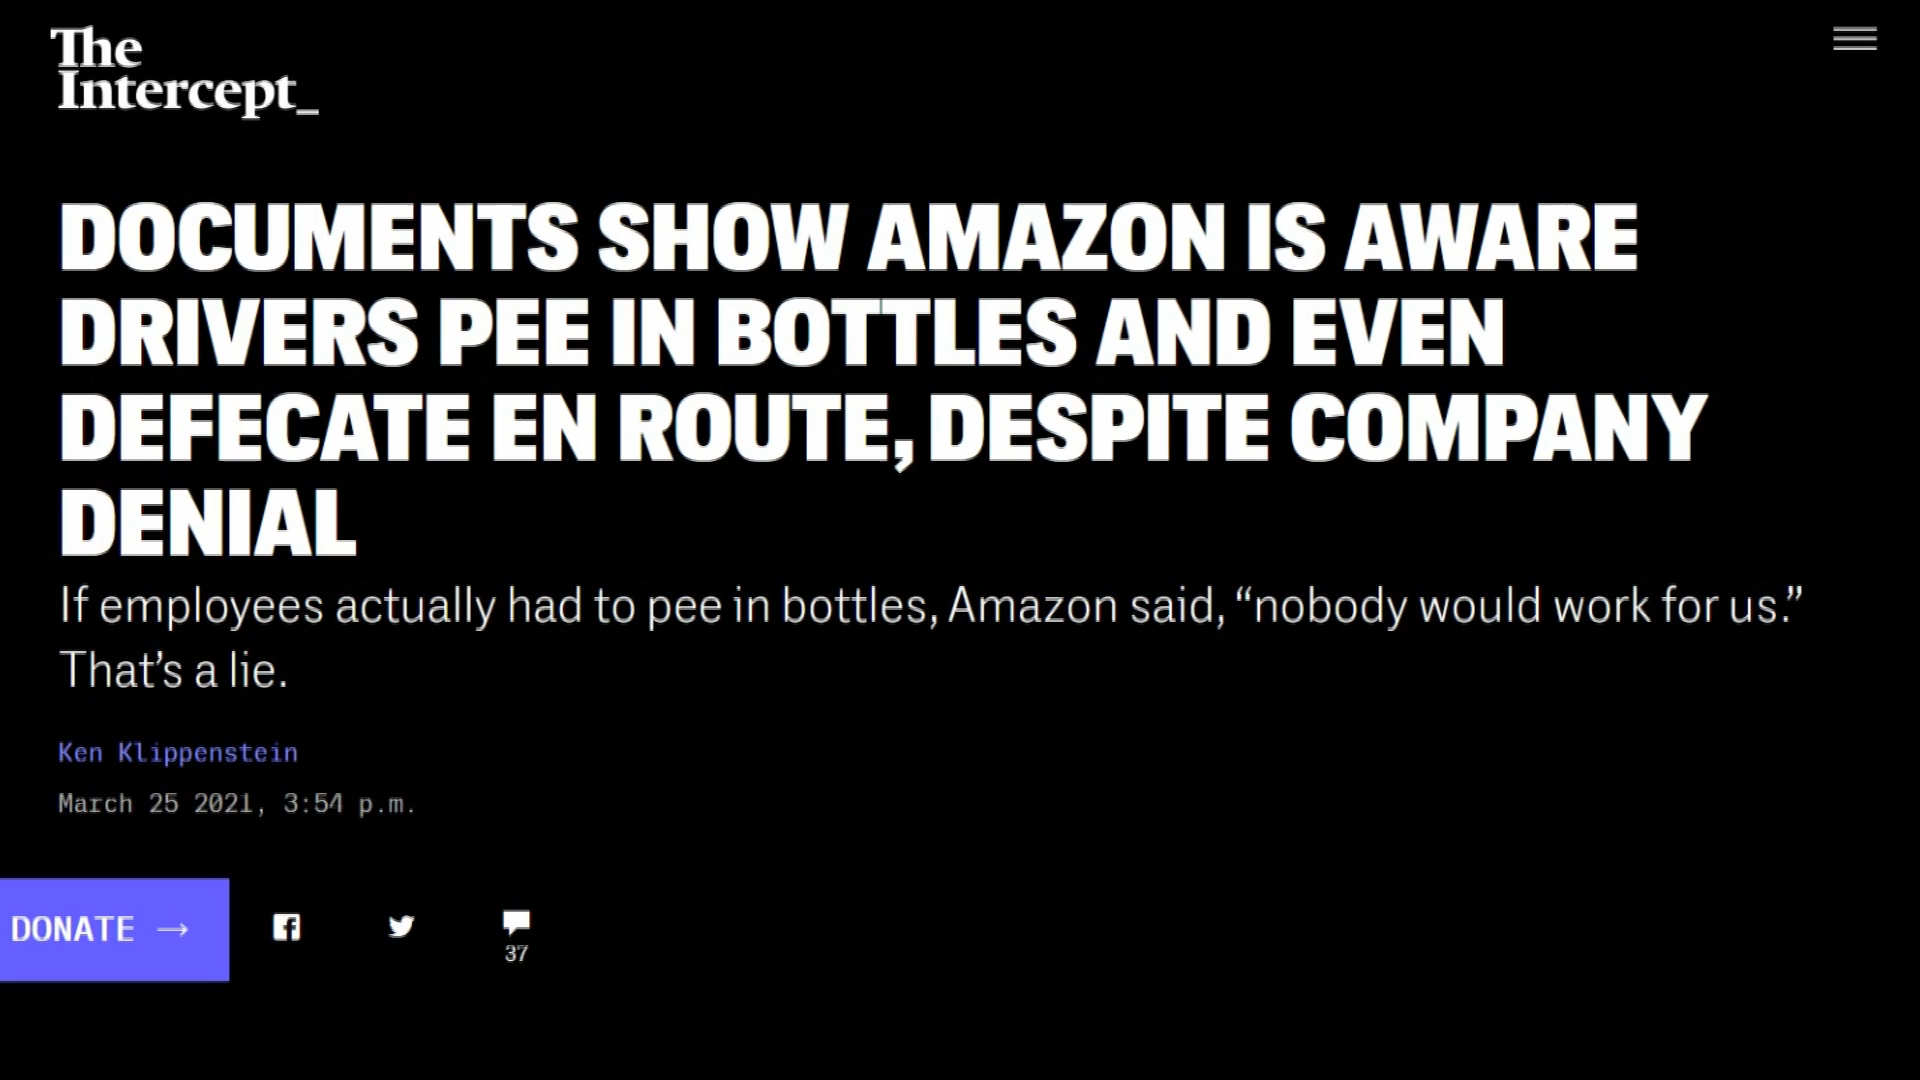 The
Intercept_
DOCUMENTS SHOW AMAZON IS AWARE
DRIVERS PEE IN BOTTLES AND EVEN
DEFECATE EN ROUTE, DESPITE COMPANY
DENIAL
If employees actually had to pee in bottles, Amazon said, “nobody would work for us.”
That’s a lie.
Ken Klippenstein
March 25 2021, 3:54 p.m.
DONATE →
37